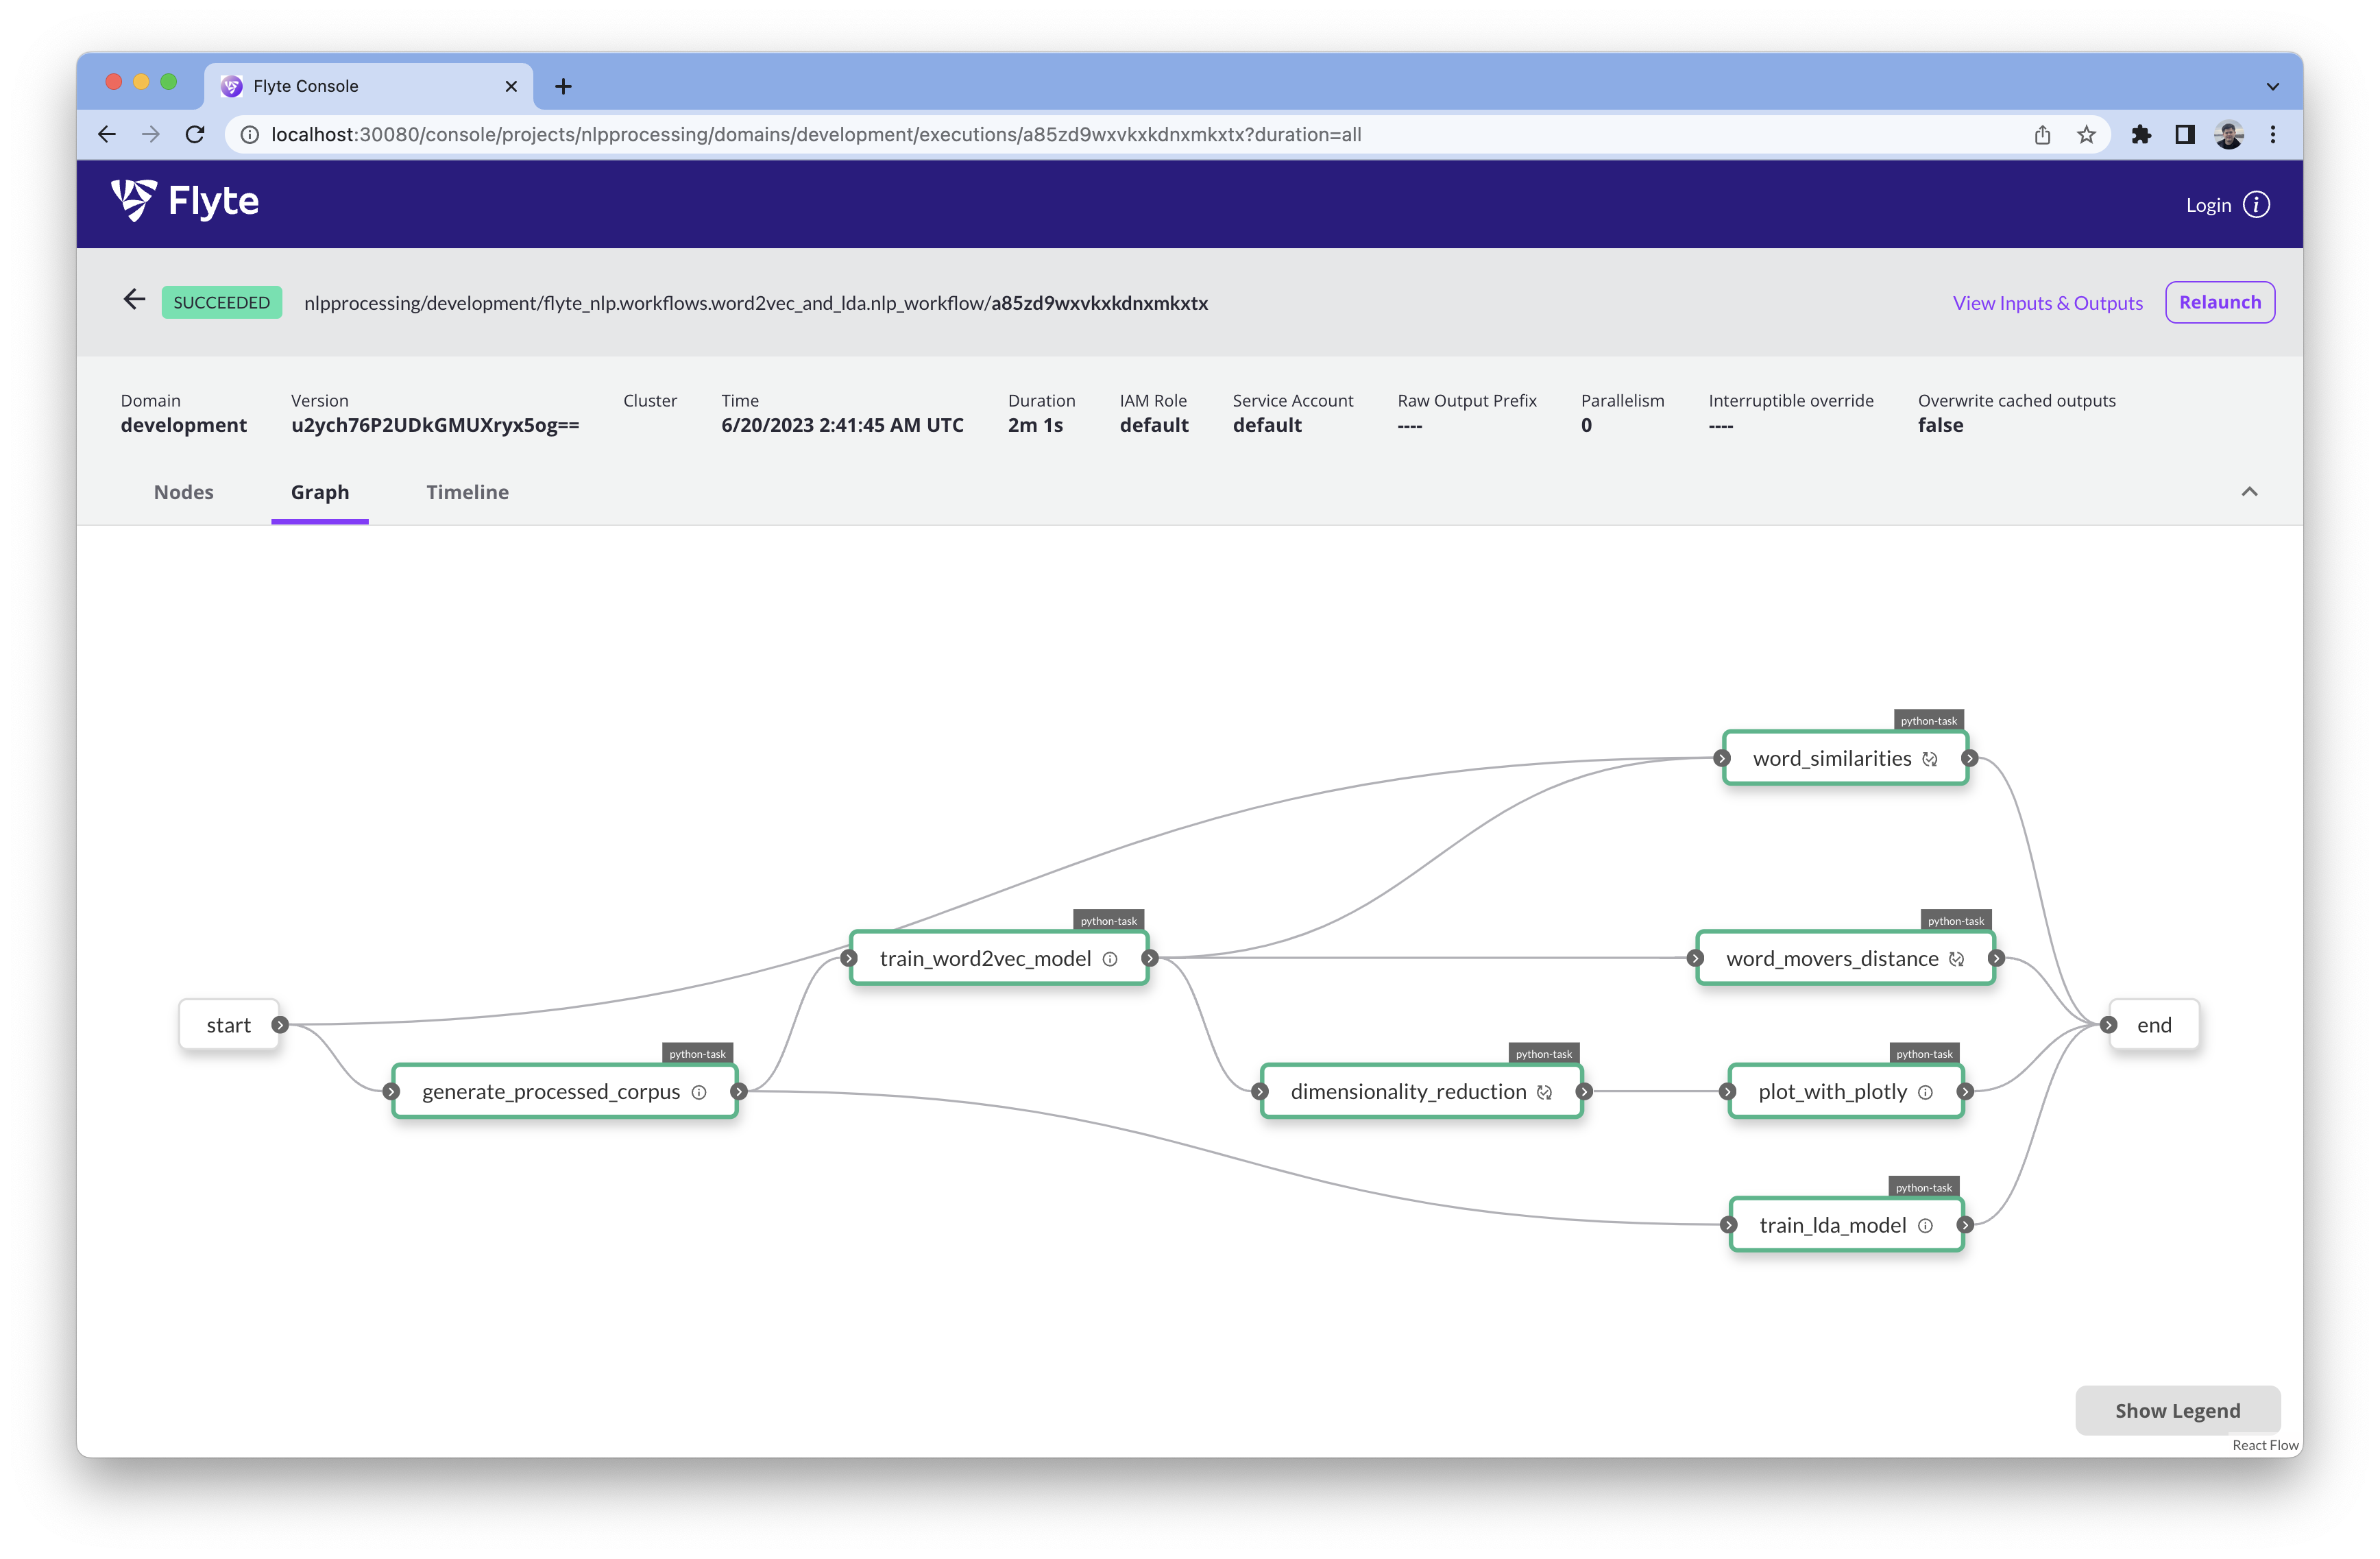 Flyte Console
localhost:30080/console/projects/nlpprocessing/domains/development/executions/a85zd9wxvkxkdnxmkxtx?duration=all
Flyte
Login
SUCCEEDED nlpprocessing/development/flyte_nlp.workflows.word2vec_and_lda.nlp_workflow/a85zd9wxvkxkdnxmkxtx View Inputs & Outputs Relaunch
Domain Version Cluster Time Duration IAM Role Service Account Raw Output Prefix Parallelism Interruptible override Overwrite cached outputs
development u2ych76P2UDkGMUXryx5og== 6/20/2023 2:41:45 AM UTC 2m 1s default default ---- 0 ---- false
Nodes Graph Timeline
python-task
word_similarities
python-task python-task
train_word2vec_model word_movers_distance
start end
python-task python-task python-task
generate_processed_corpus dimensionality_reduction plot_with_plotly
python-task
train_lda_model
Show Legend
React Flow